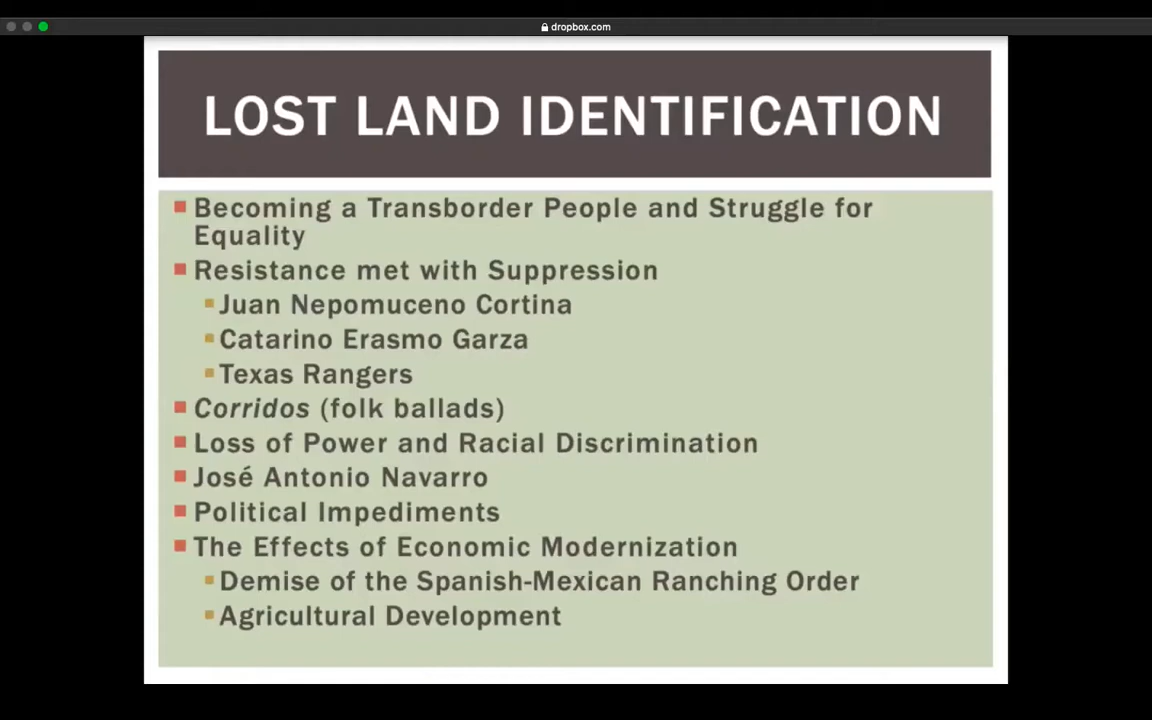 dropbox.com
LOST LAND IDENTIFICATION
Becoming a Transborder People and Struggle for
Equality
Resistance met with Suppression
Juan Nepomuceno Cortina
Catarino Erasmo Garza
Texas Rangers
Corridos (folk ballads)
Loss of Power and Racial Discrimination
José Antonio Navarro
Political Impediments
The Effects of Economic Modernization
Demise of the Spanish-Mexican Ranching Order
Agricultural Development